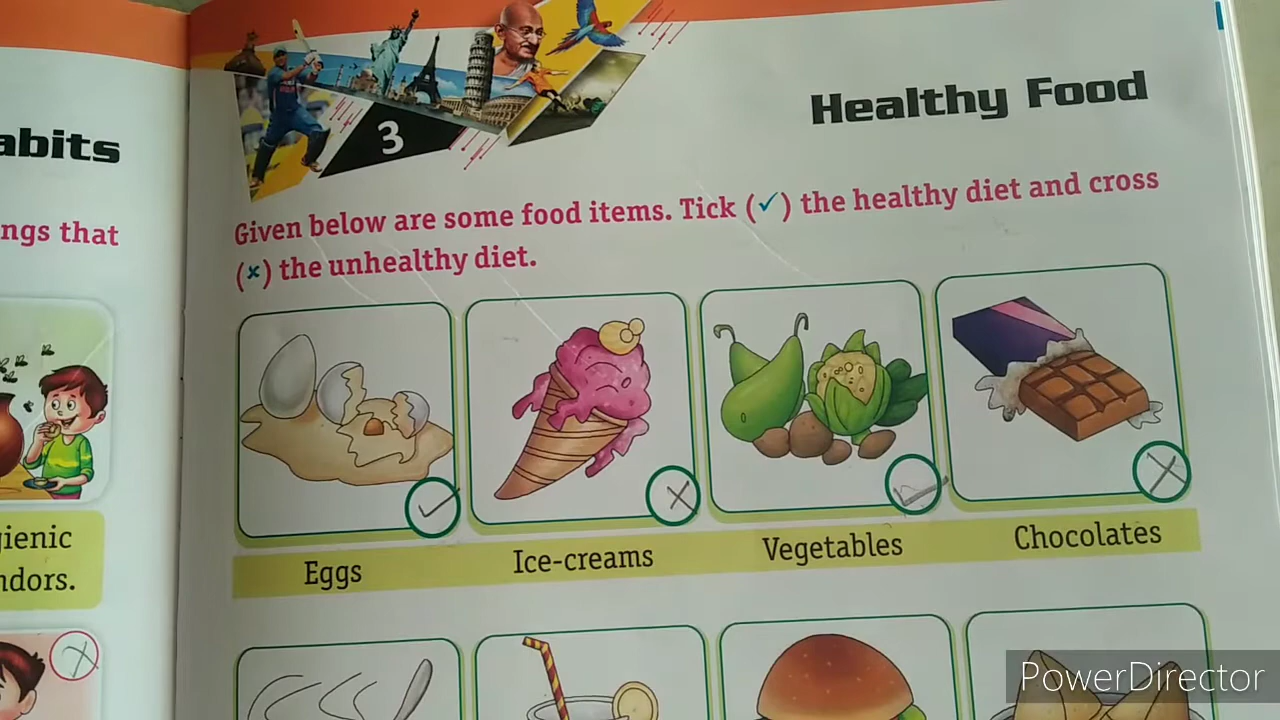 abits
ngs that
gienic
ndors.
3
Healthy Food
Given below are some food items. Tick (✓) the healthy diet and cross
(×) the unhealthy diet.
Eggs
Ice-creams
Vegetables
Chocolates
PowerDirector